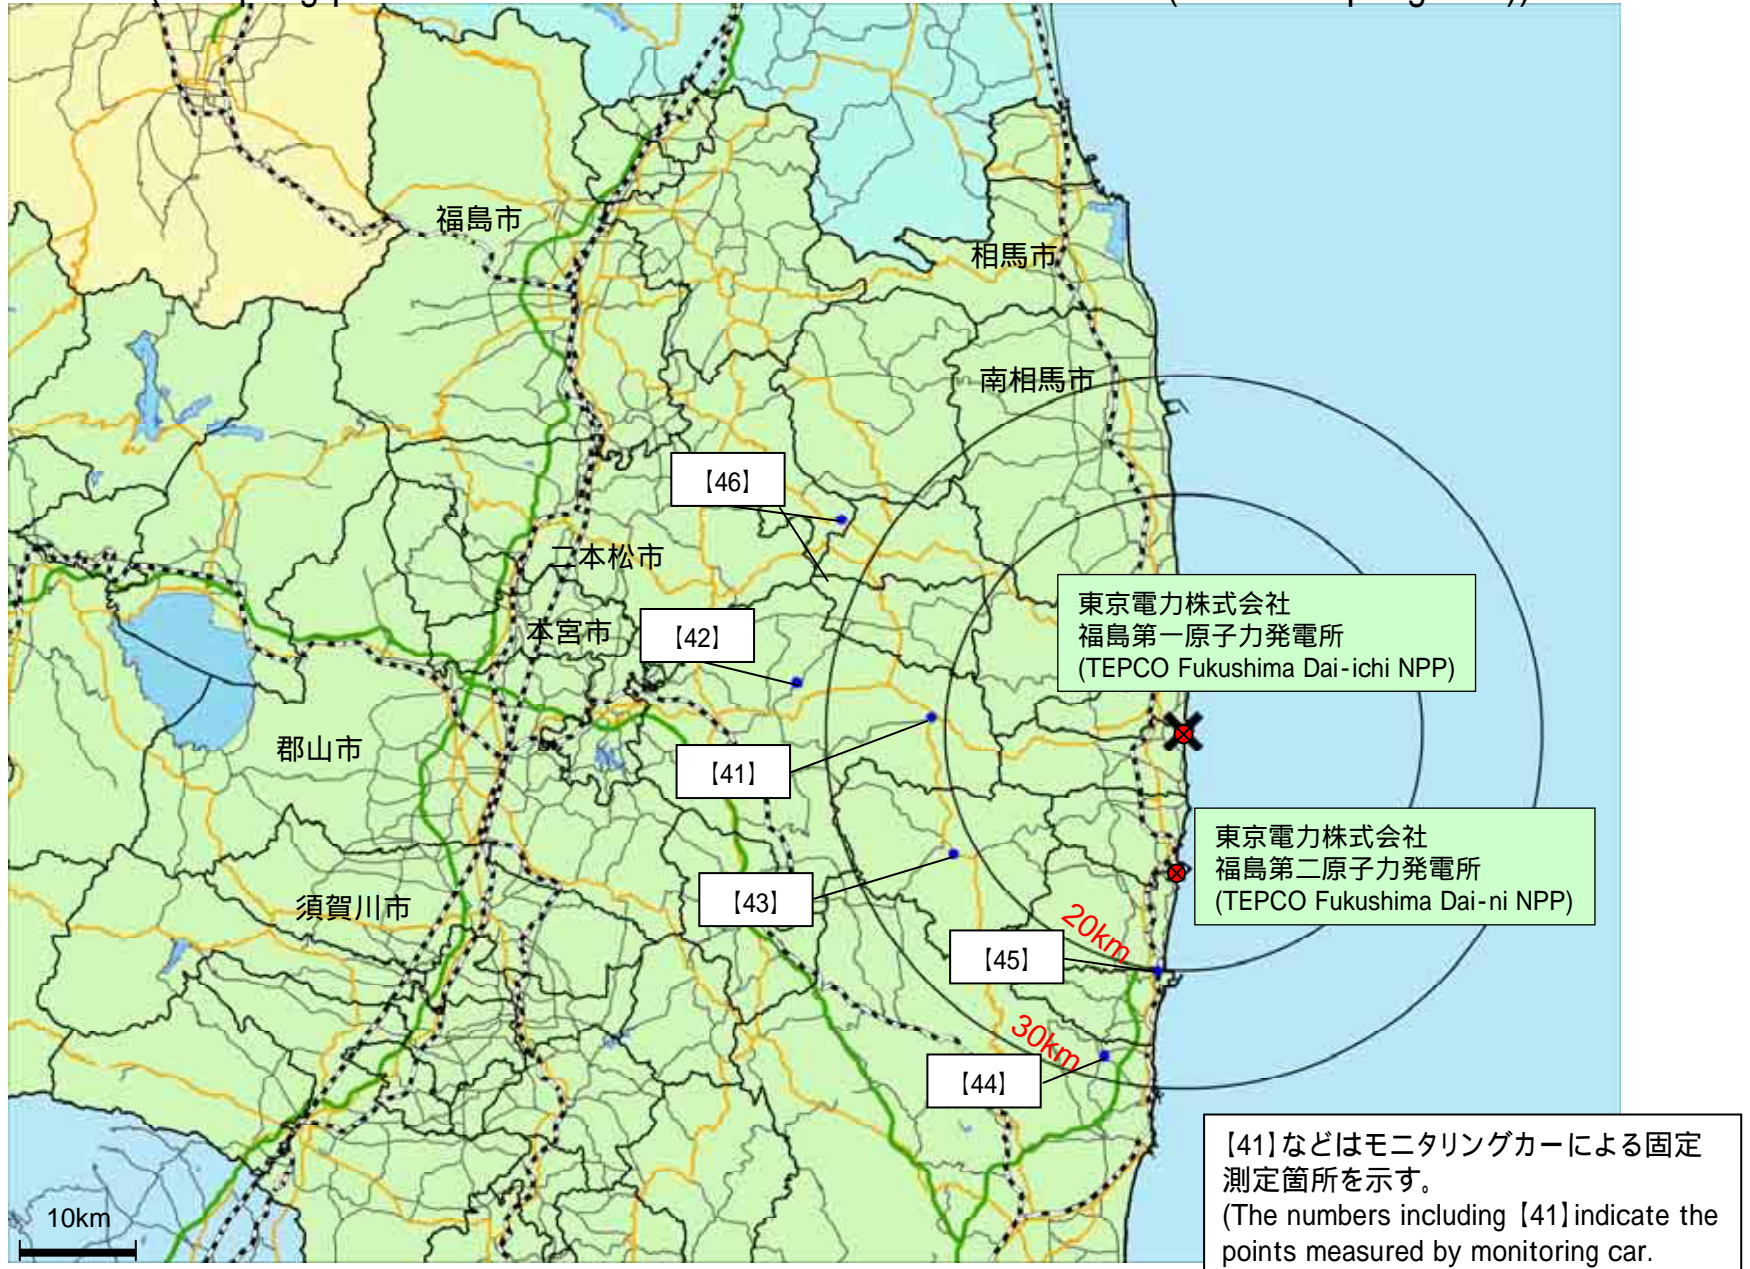 福島市
相馬市
南相馬市
【46】
二本松市
東京電力株式会社
福島第一原子力発電所
(TEPCO Fukushima Dai-ichi NPP)
本宮市
【42】
郡山市
【41】
東京電力株式会社
福島第二原子力発電所
(TEPCO Fukushima Dai-ni NPP)
【43】
須賀川市
20km
【45】
30km
【44】
【41】などはモニタリングカーによる固定
測定箇所を示す。
(The numbers including【41】indicate the
points measured by monitoring car.
10km